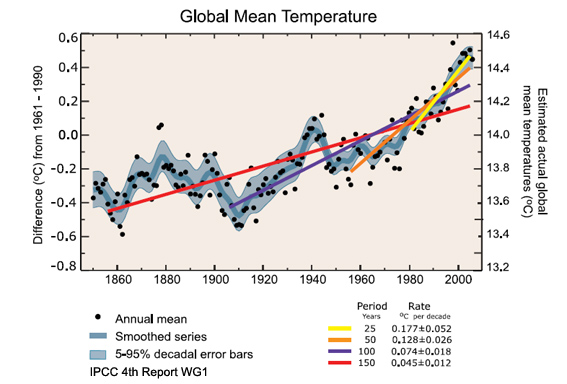 Global Mean Temperature
Difference (ºC) from 1961 - 1990
0.6
0.4
0.2
0.0
-0.2
-0.4
-0.6
-0.8
14.6
14.4
14.2
14.0
13.8
13.6
13.4
13.2
Estimated actual global
mean temperatures (ºC)
1860 1880 1900 1920 1940 1960 1980 2000
Annual mean
Smoothed series
5-95% decadal error bars
IPCC 4th Report WG1
Period Rate
Years ºC per decade
25 0.177±0.052
50 0.128±0.026
100 0.074±0.018
150 0.045±0.012